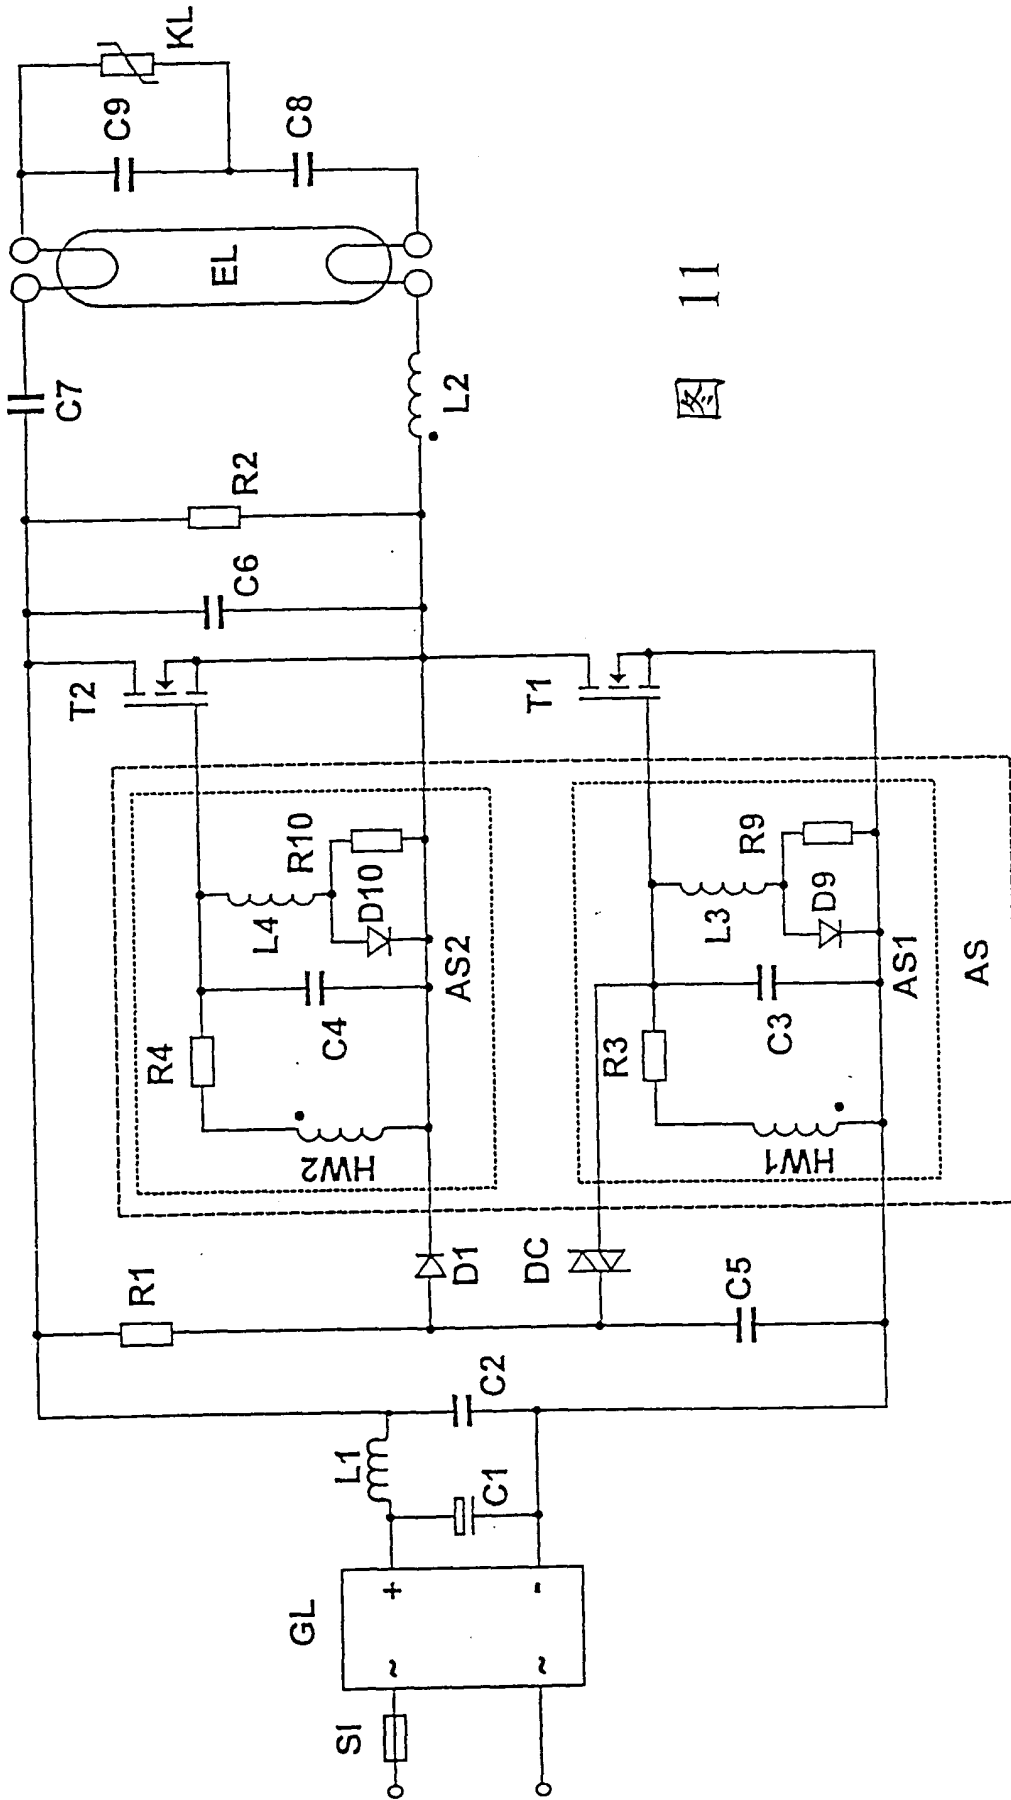 SI
GL
~
+
~
-
L1
C1
C2
R1
D1
DC
C5
HW2
R4
C4
L4
R10
D10
AS2
HW1
R3
C3
L3
R9
D9
AS1
AS
T2
T1
C6
R2
C7
L2
EL
C9
C8
KL
图 11